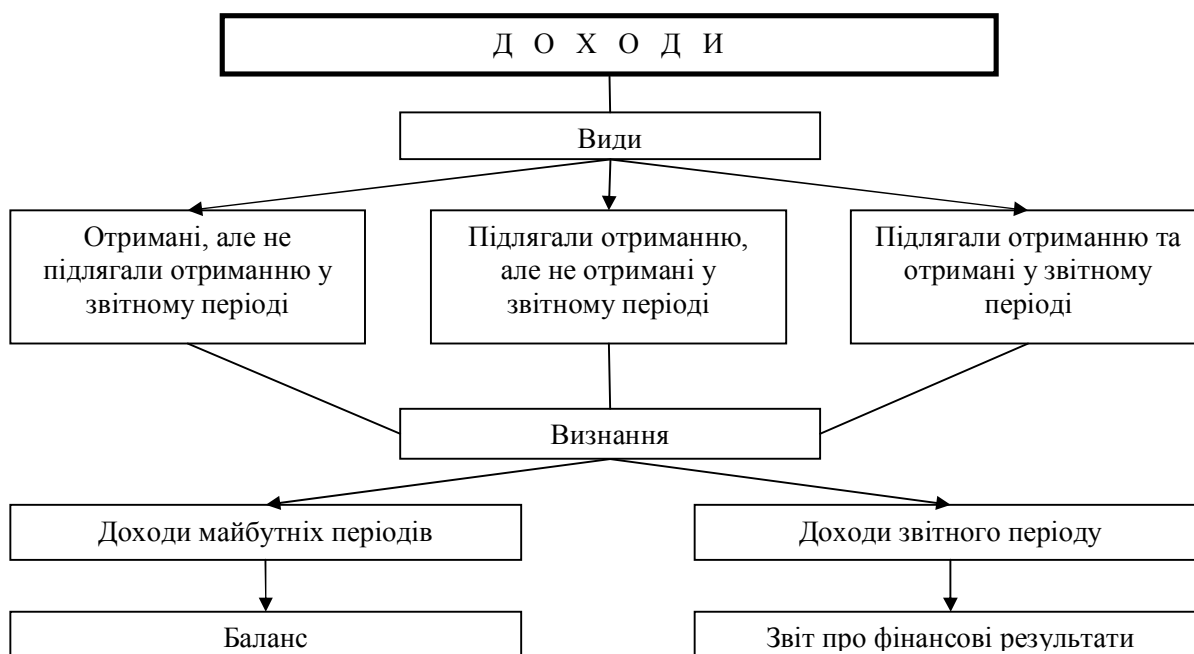 Д О Х О Д И
Види
Отримані, але не
підлягали отриманню у
звітному періоді
Підлягали отриманню,
але не отримані у
звітному періоді
Підлягали отриманню та
отримані у звітному
періоді
Визнання
Доходи майбутніх періодів
Доходи звітного періоду
Баланс
Звіт про фінансові результати